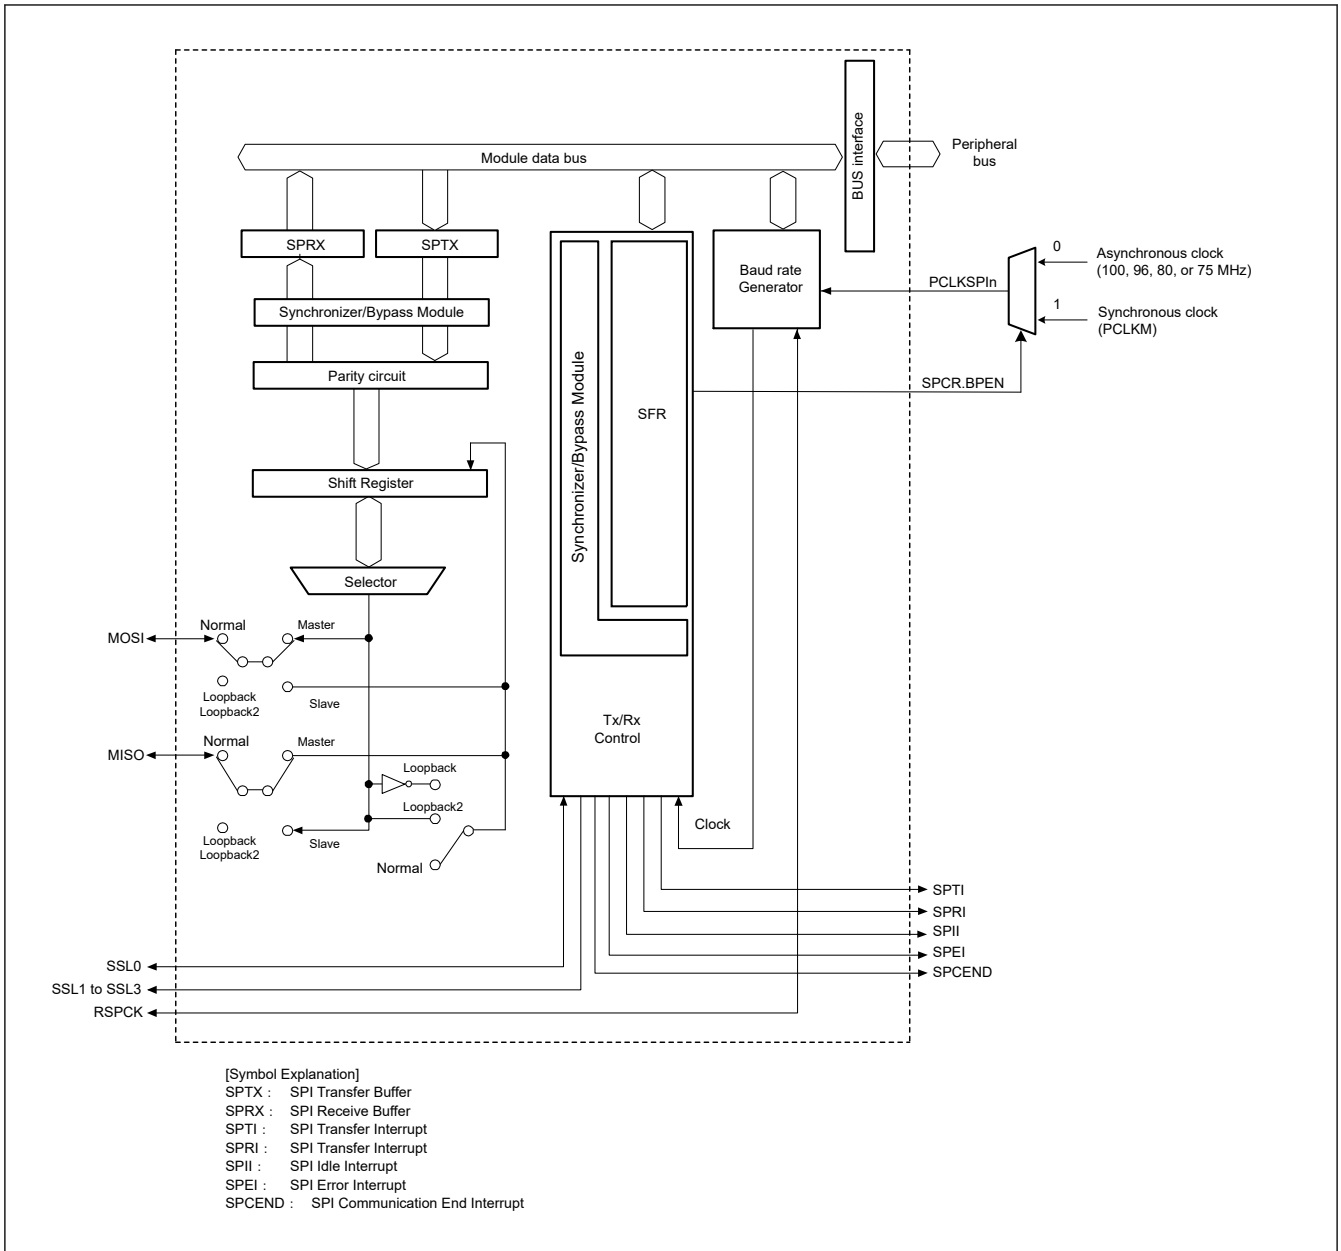 BUS interface
Peripheral
bus
Module data bus
SPRX
SPTX
Synchronizer/Bypass Module
Parity circuit
Shift Register
Selector
Synchronizer/Bypass Module
SFR
Tx/Rx
Control
Baud rate
Generator
PCLKSPIn
0
Asynchronous clock
(100, 96, 80, or 75 MHz)
1
Synchronous clock
(PCLKM)
SPCR.BPEN
MOSI
Normal
Master
Loopback
Loopback2
Slave
MISO
Normal
Master
Loopback
Loopback2
Loopback
Loopback2
Slave
Normal
Clock
SPTI
SPRI
SPII
SPEI
SPCEND
SSL0
SSL1 to SSL3
RSPCK
[Symbol Explanation]
SPTX : SPI Transfer Buffer
SPRX : SPI Receive Buffer
SPTI : SPI Transfer Interrupt
SPRI : SPI Transfer Interrupt
SPII : SPI Idle Interrupt
SPEI : SPI Error Interrupt
SPCEND : SPI Communication End Interrupt